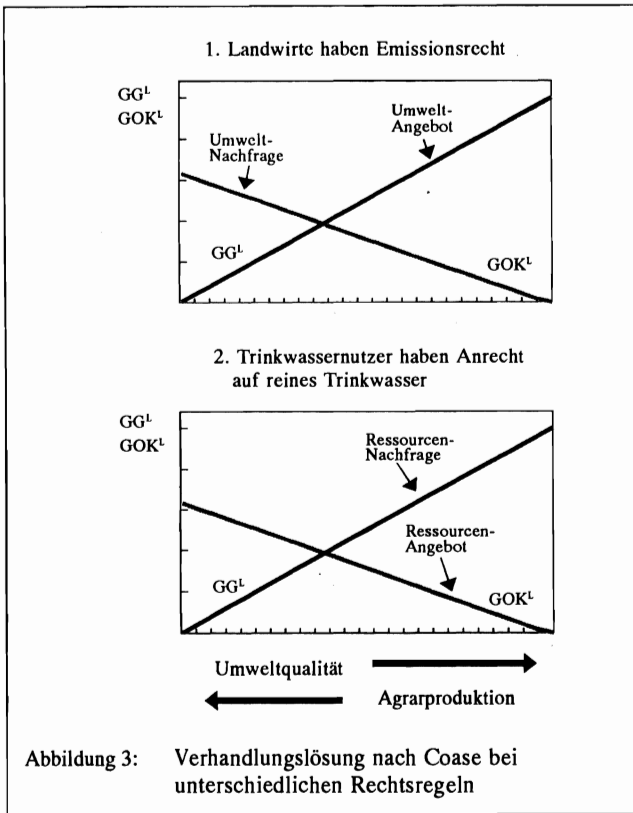 1. Landwirte haben Emissionsrecht
GG^L
GOK^L
Umwelt-
Angebot
Umwelt-
Nachfrage
GG^L
GOK^L
2. Trinkwassernutzer haben Anrecht
auf reines Trinkwasser
GG^L
GOK^L
Ressourcen-
Nachfrage
Ressourcen-
Angebot
GG^L
GOK^L
Umweltqualität
Agrarproduktion
Abbildung 3: Verhandlungslösung nach Coase bei
unterschiedlichen Rechtsregeln